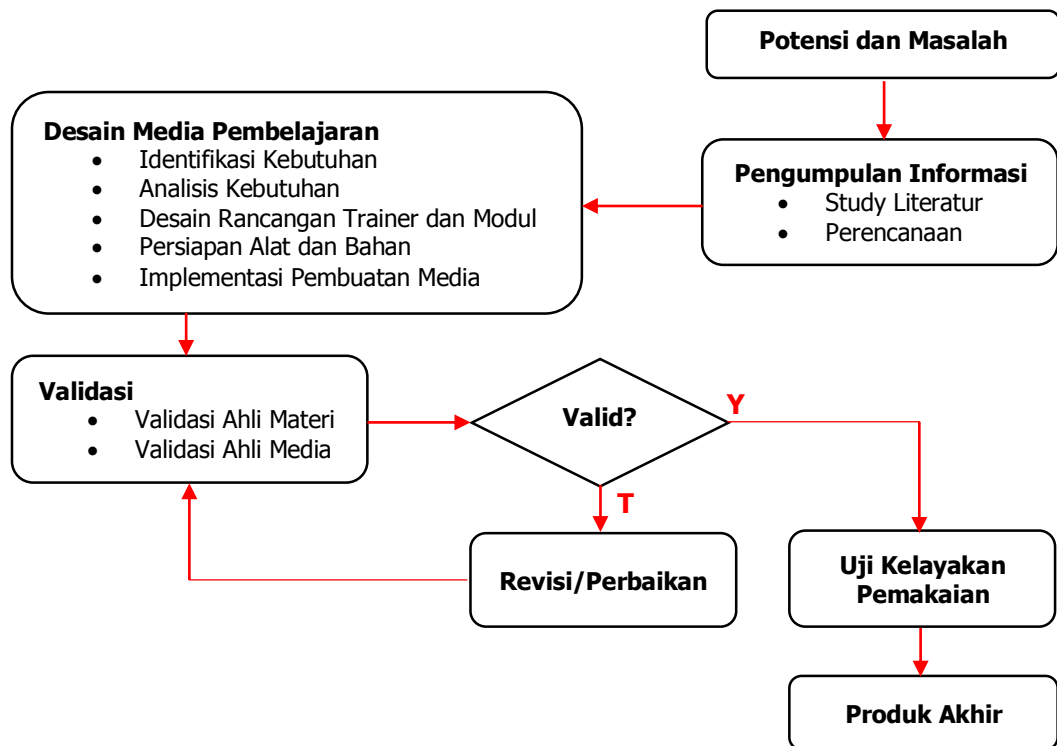 Potensi dan Masalah
Pengumpulan Informasi
• Study Literatur
• Perencanaan
Desain Media Pembelajaran
• Identifikasi Kebutuhan
• Analisis Kebutuhan
• Desain Rancangan Trainer dan Modul
• Persiapan Alat dan Bahan
• Implementasi Pembuatan Media
Validasi
• Validasi Ahli Materi
• Validasi Ahli Media
Valid?
Y
T
Revisi/Perbaikan
Uji Kelayakan
Pemakaian
Produk Akhir